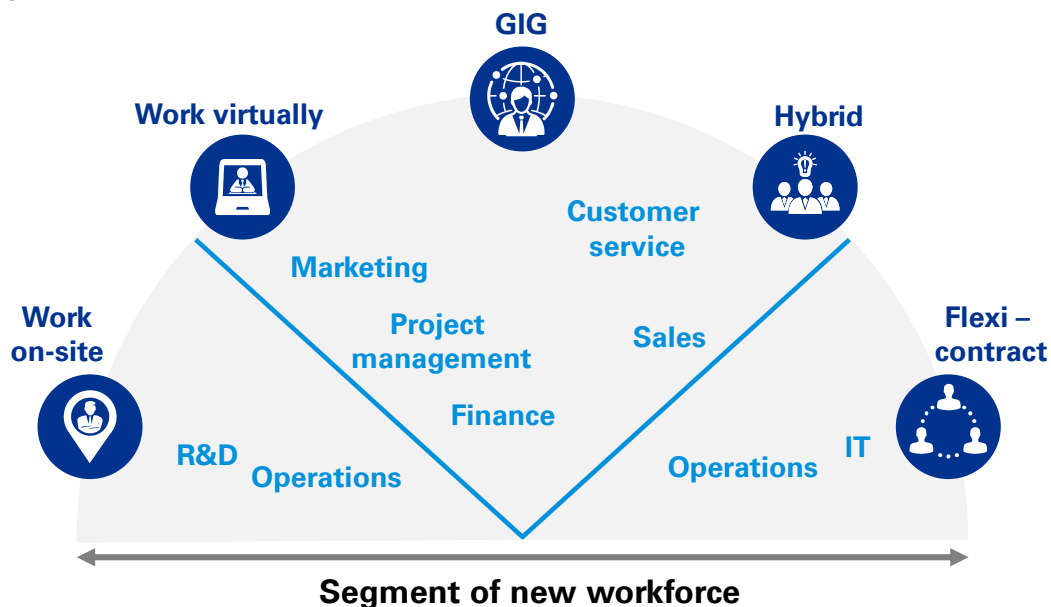 GIG
Work virtually
Hybrid
Customer
service
Marketing
Work
on-site
Project
management
Sales
Flexi –
contract
Finance
R&D
Operations
Operations
IT
Segment of new workforce